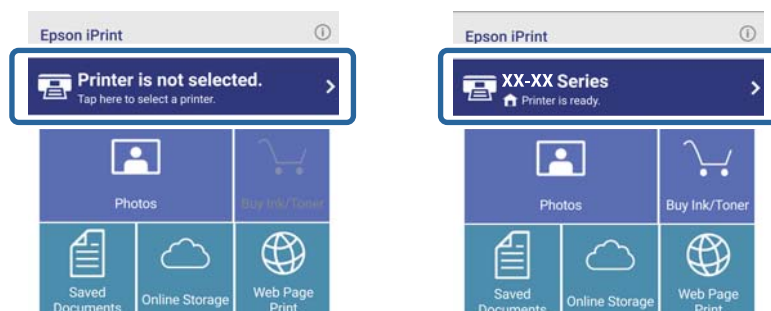 Epson iPrint
Printer is not selected.
Tap here to select a printer.
Photos
Buy Ink/Toner
Saved
Documents
Online Storage
Web Page
Print
Epson iPrint
XX-XX Series
Printer is ready.
Photos
Buy Ink/Toner
Saved
Documents
Online Storage
Web Page
Print